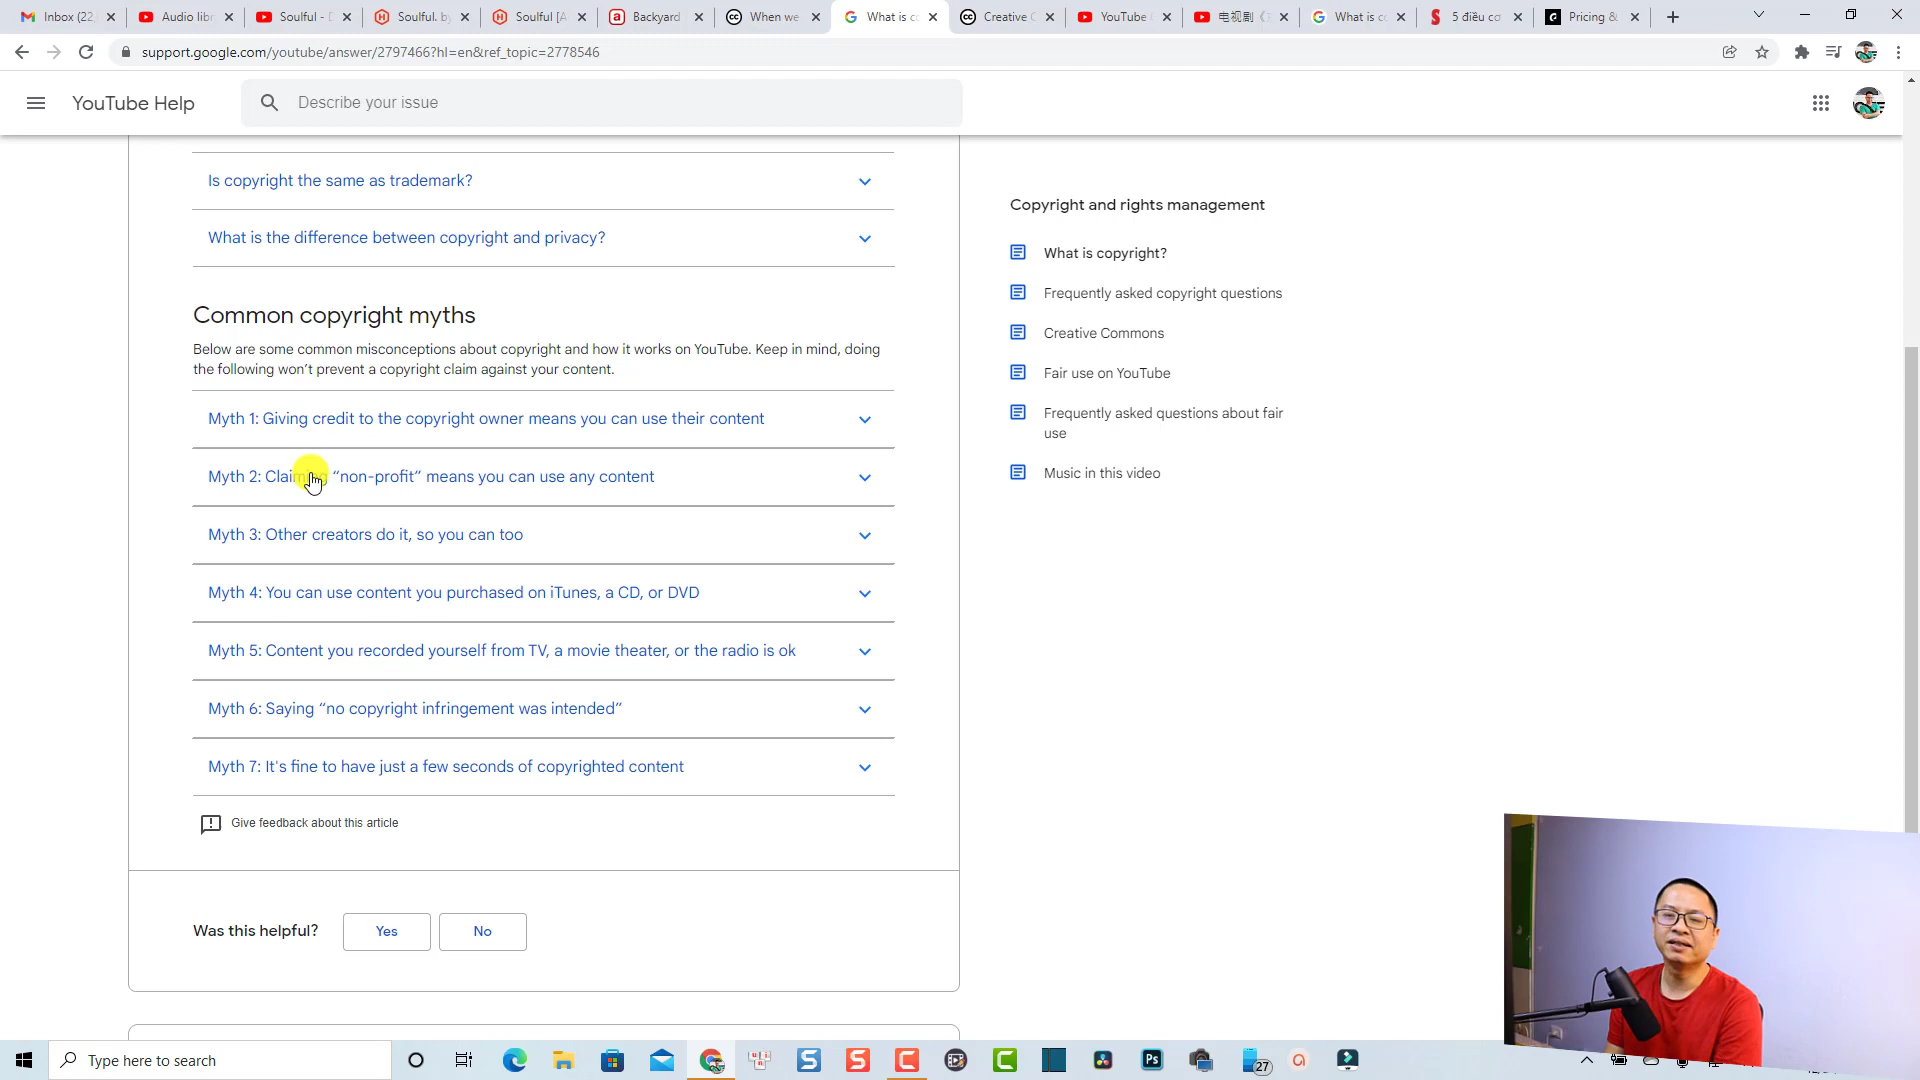 Inbox (22,
Audio libr
Soulful - D
Soulful. by
Soulful [A
Backyard
When we
What is co
Creative C
YouTube C
电视剧《
What is co
5 điều cơ
Pricing &
support.google.com/youtube/answer/2797466?hl=en&ref_topic=2778546
YouTube Help
Describe your issue
Is copyright the same as trademark?
What is the difference between copyright and privacy?
Common copyright myths
Below are some common misconceptions about copyright and how it works on YouTube. Keep in mind, doing
the following won't prevent a copyright claim against your content.
Myth 1: Giving credit to the copyright owner means you can use their content
Myth 2: Claiming “non-profit” means you can use any content
Myth 3: Other creators do it, so you can too
Myth 4: You can use content you purchased on iTunes, a CD, or DVD
Myth 5: Content you recorded yourself from TV, a movie theater, or the radio is ok
Myth 6: Saying “no copyright infringement was intended”
Myth 7: It's fine to have just a few seconds of copyrighted content
Give feedback about this article
Was this helpful?
Yes
No
Copyright and rights management
What is copyright?
Frequently asked copyright questions
Creative Commons
Fair use on YouTube
Frequently asked questions about fair
use
Music in this video
Type here to search
27